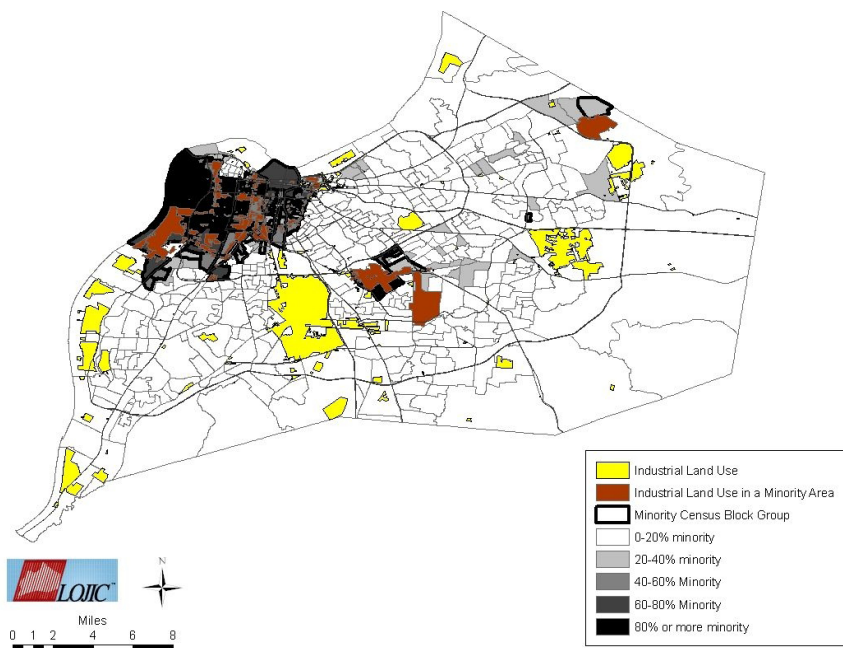 Industrial Land Use
Industrial Land Use in a Minority Area
Minority Census Block Group
0-20% minority
20-40% minority
40-60% Minority
60-80% Minority
80% or more minority
LOJIC™
N
Miles
0 1 2 4 6 8